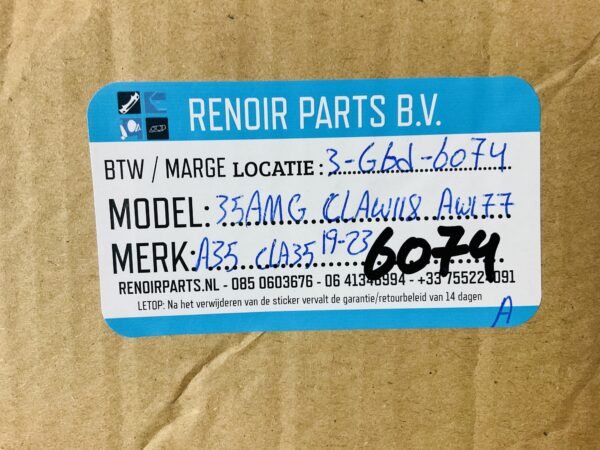 RENOIR PARTS B.V.
BTW / MARGE LOCATIE: 3-Gbd-6074
MODEL: 35AMG CLAW118 AW177
MERK: A35 CLA35 19-23 6074
RENOIRPARTS.NL - 085 0603676 - 06 41 - +33 091
LETOP: Na het verwijderen van de sticker vervalt de garantie/retourbeleid van 14 dagen
A